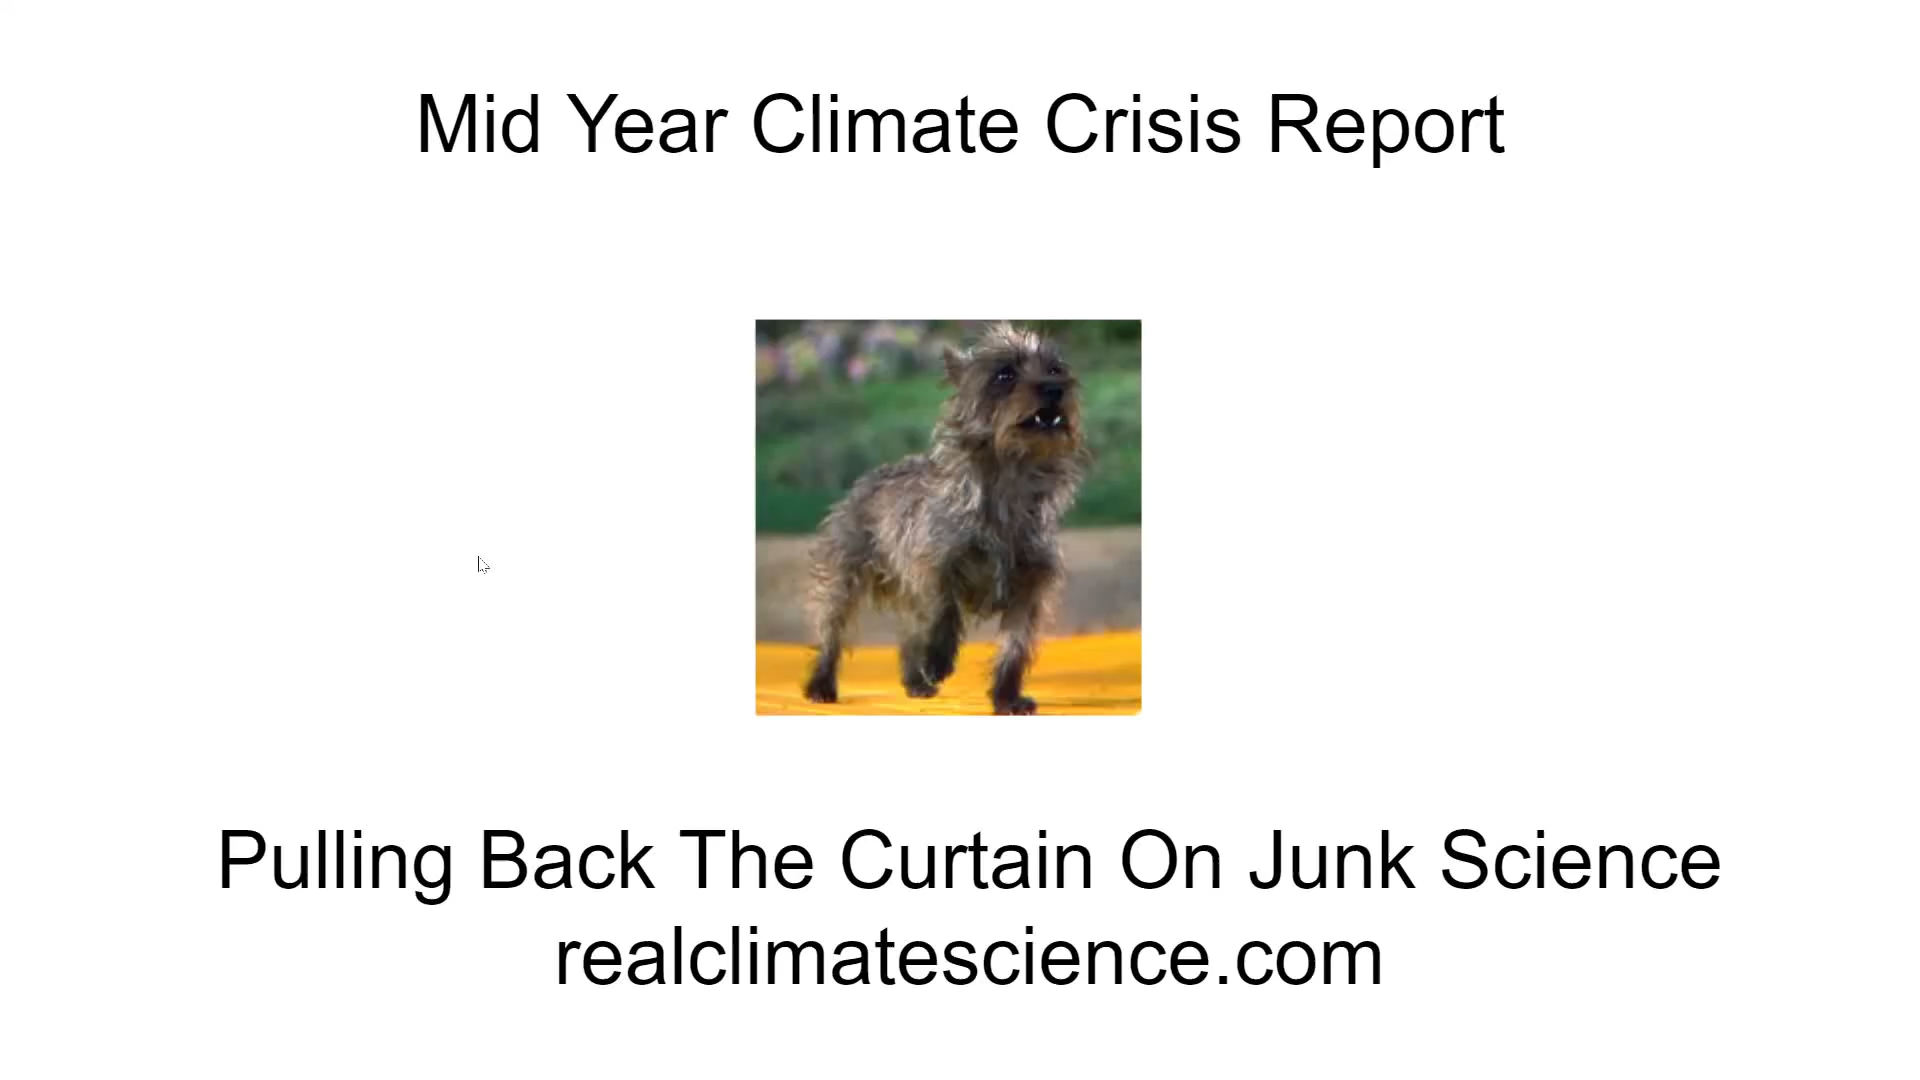 Mid Year Climate Crisis Report
Pulling Back The Curtain On Junk Science
realclimatescience.com